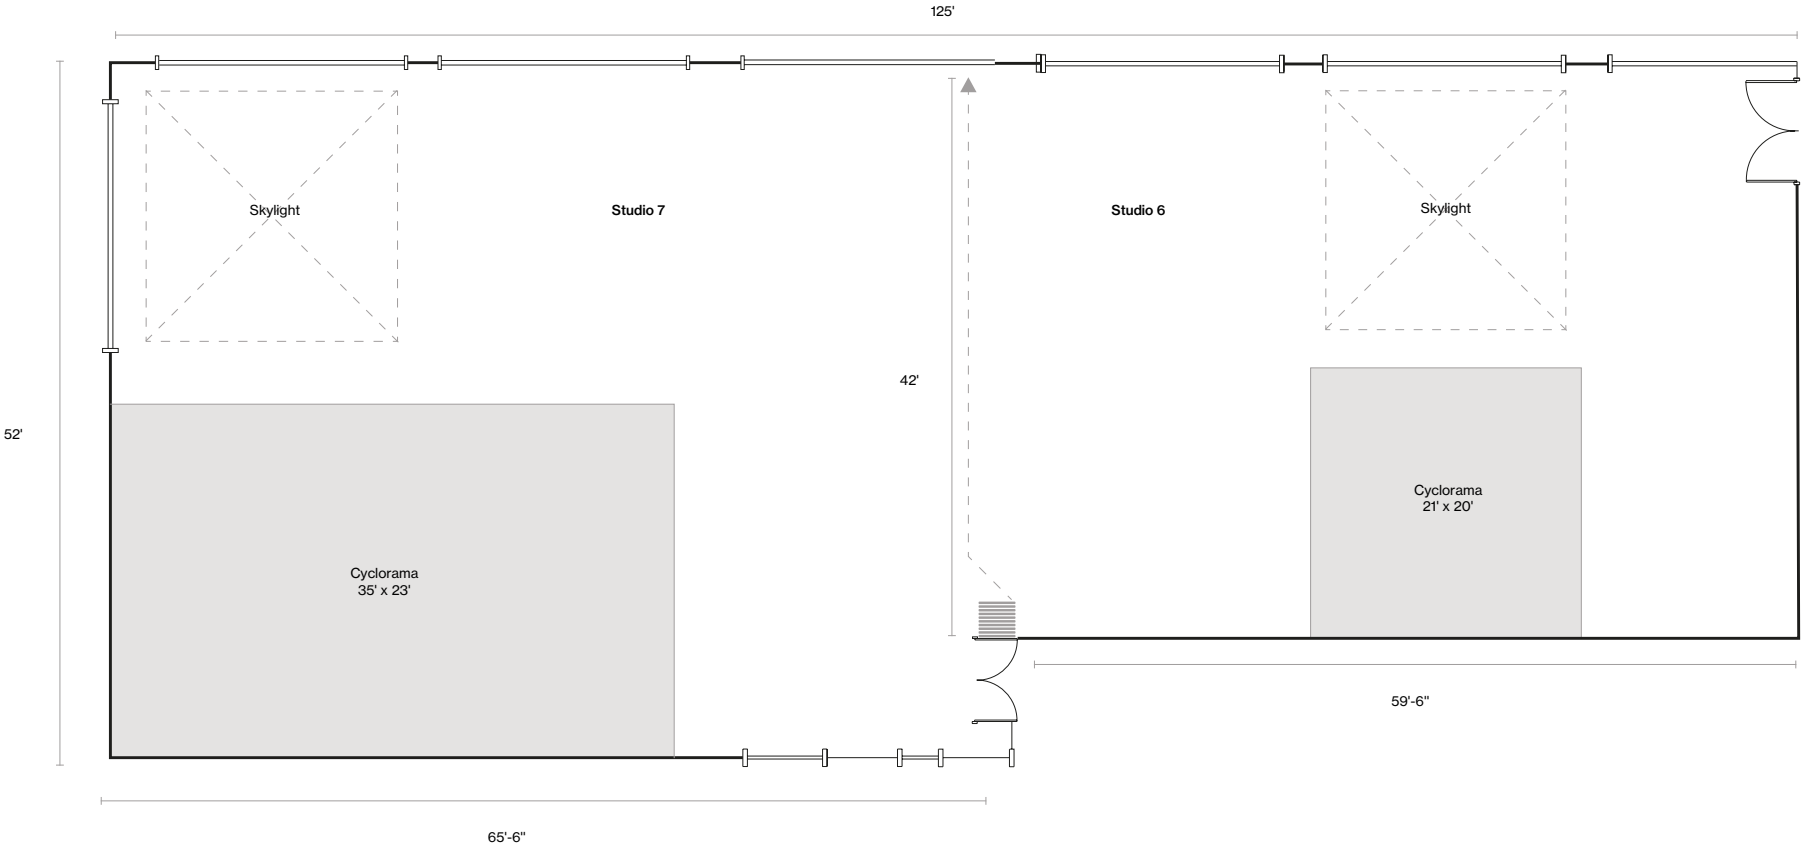 125'
Skylight
Studio 7
Studio 6
Skylight
42'
52'
Cyclorama
21' x 20'
Cyclorama
35' x 23'
59'-6"
65'-6"